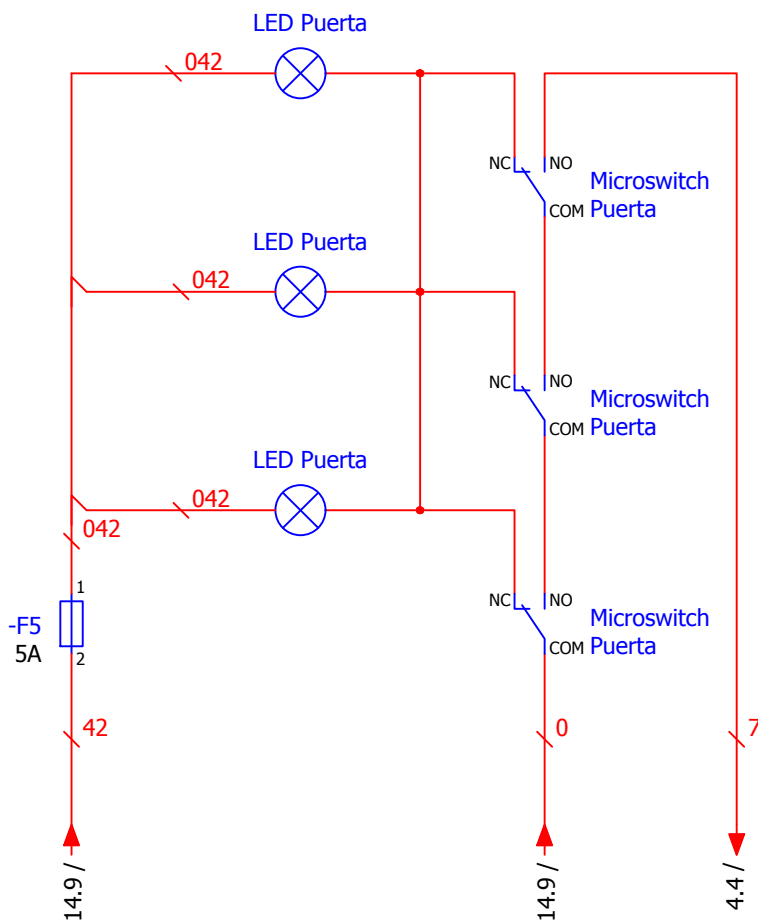 LED Puerta
042
NC
NO
Microswitch
COM
Puerta
LED Puerta
042
NC
NO
Microswitch
COM
Puerta
LED Puerta
042
042
1
-F5
5A
2
NC
NO
Microswitch
COM
Puerta
42
0
7
14.9 /
14.9 /
4.4 /